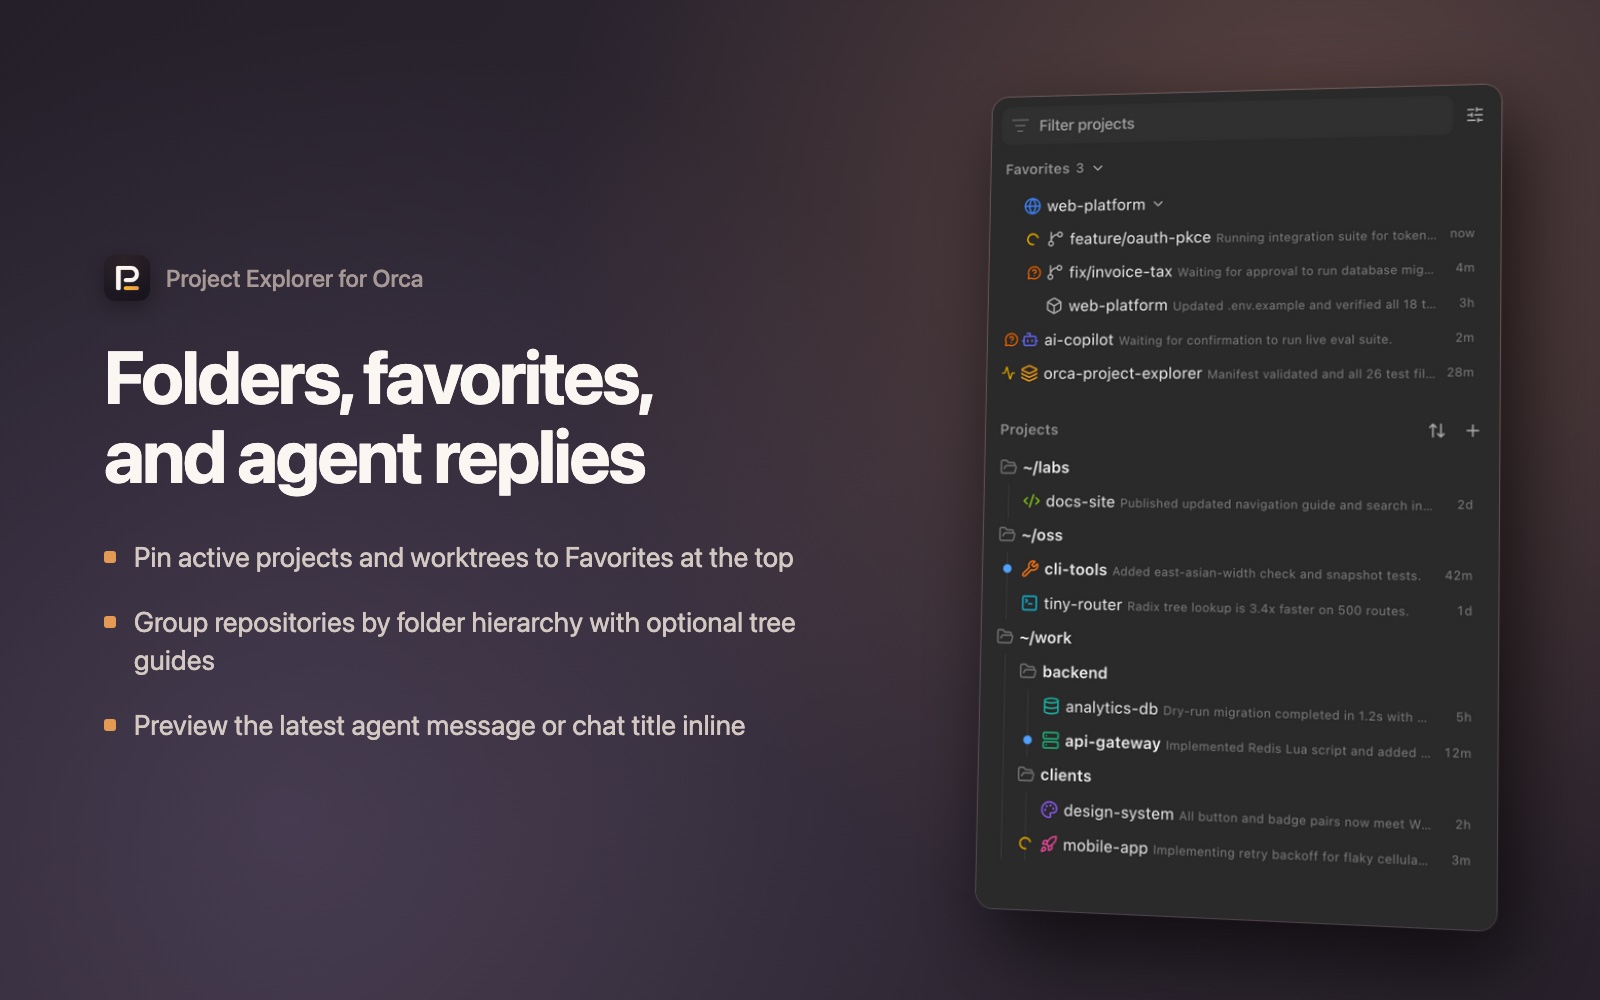 Project Explorer for Orca
Folders, favorites,
and agent replies
Pin active projects and worktrees to Favorites at the top
Group repositories by folder hierarchy with optional tree
guides
Preview the latest agent message or chat title inline
Filter projects
Favorites 3
web-platform
feature/oauth-pkce Running integration suite for token... now
fix/invoice-tax Waiting for approval to run database mig... 4m
web-platform Updated .env.example and verified all 18 t... 3h
ai-copilot Waiting for confirmation to run live eval suite. 2m
orca-project-explorer Manifest validated and all 26 test fil... 28m
Projects
~/labs
docs-site Published updated navigation guide and search in... 2d
~/oss
cli-tools Added east-asian-width check and snapshot tests. 42m
tiny-router Radix tree lookup is 3.4x faster on 500 routes. 1d
~/work
backend
analytics-db Dry-run migration completed in 1.2s with ... 5h
api-gateway Implemented Redis Lua script and added ... 12m
clients
design-system All button and badge pairs now meet W... 2h
mobile-app Implementing retry backoff for flaky cellula... 3m